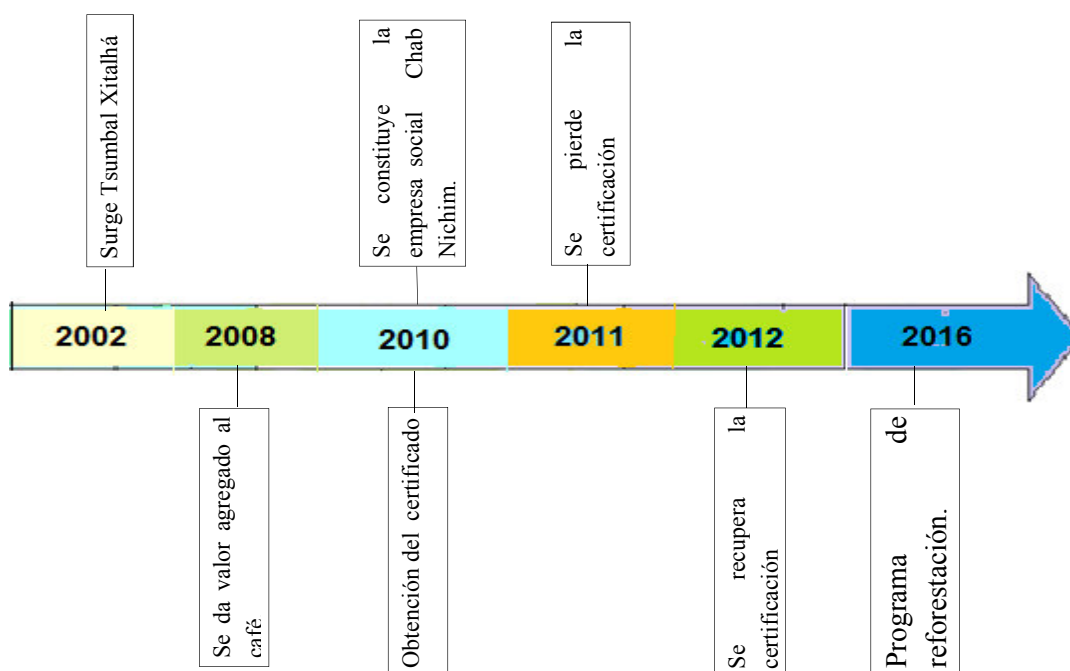 Surge Tsumbal Xitalhá
Se constituye la
empresa social Chab
Nichim.
Se pierde la
certificación
2002
2008
2010
2011
2012
2016
Se da valor agregado al
café
Obtención del certificado
Se recupera la
certificación
Programa de
reforestación.